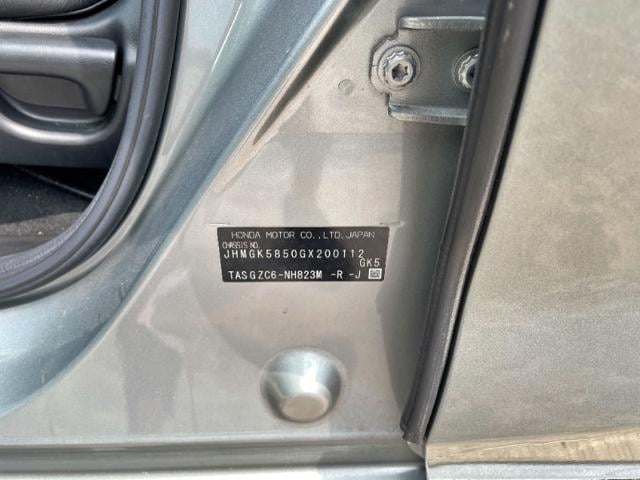 HONDA MOTOR CO., LTD. JAPAN
CHASSIS NO.
JHMGK5850GX200112
GK5
TASGZC6-NH823M -R -J